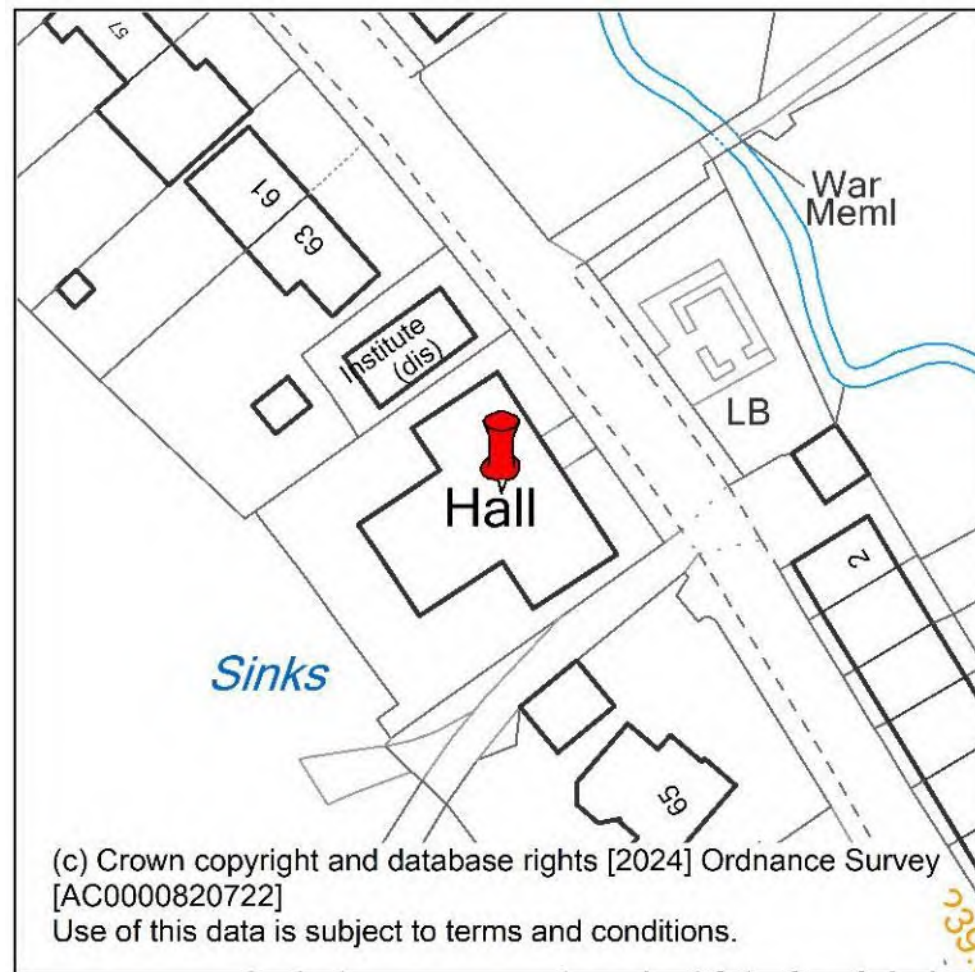 57
61
63
War
Meml
Institute
(dis)
LB
Hall
2
Sinks
65
(c) Crown copyright and database rights [2024] Ordnance Survey
[AC0000820722]
Use of this data is subject to terms and conditions.